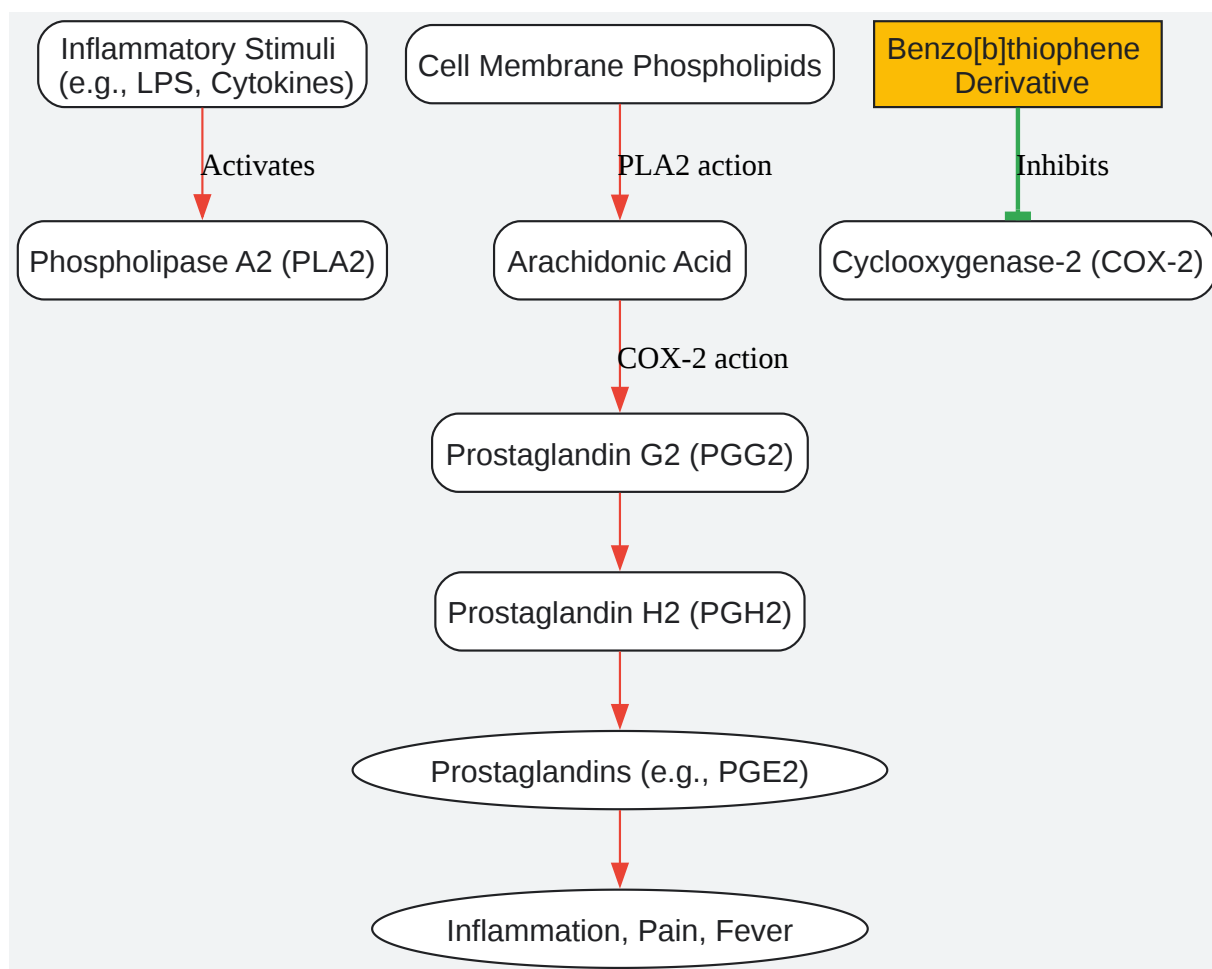 Inflammatory Stimuli
(e.g., LPS, Cytokines)
Cell Membrane Phospholipids
Benzo[b]thiophene
Derivative
Activates
PLA2 action
Inhibits
Phospholipase A2 (PLA2)
Arachidonic Acid
Cyclooxygenase-2 (COX-2)
COX-2 action
Prostaglandin G2 (PGG2)
Prostaglandin H2 (PGH2)
Prostaglandins (e.g., PGE2)
Inflammation, Pain, Fever